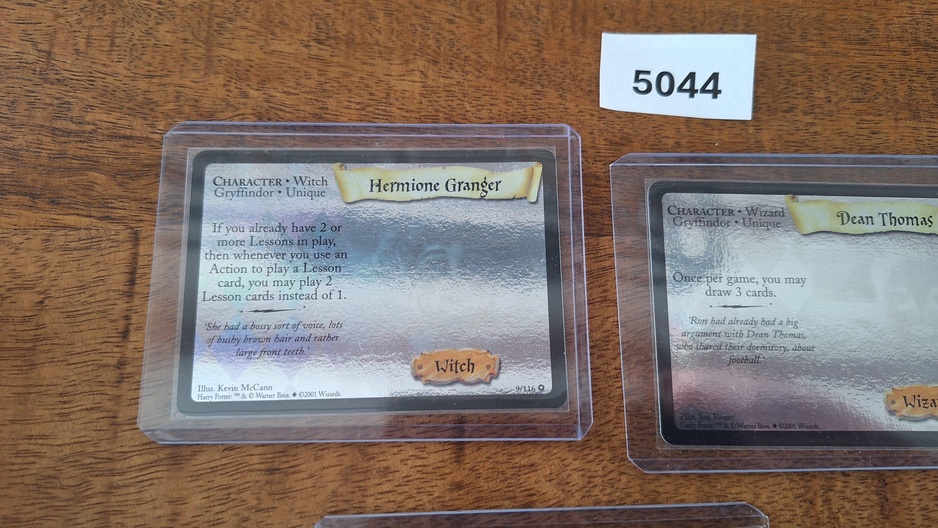 5044
CHARACTER • Witch
Gryffindor • Unique
Hermione Granger
If you already have 2 or
more Lessons in play,
then whenever you use an
Action to play a Lesson
card, you may play 2
Lesson cards instead of 1.
'She had a bossy sort of voice, lots
of bushy brown hair and rather
large front teeth.'
Witch
Illus. Kevin McCann
Harry Potter: ™ & © Warner Bros. ♦ ©2001 Wizards.
9/116
CHARACTER • Wizard
Gryffindor • Unique
Dean Thomas
Once per game, you may
draw 3 cards.
'Ron had already had a big
argument with Dean Thomas,
who shared their dormitory, about
football.'
Wiza
Harry Potter: ™ & © Warner Bros. ♦ ©2001 Wizards.